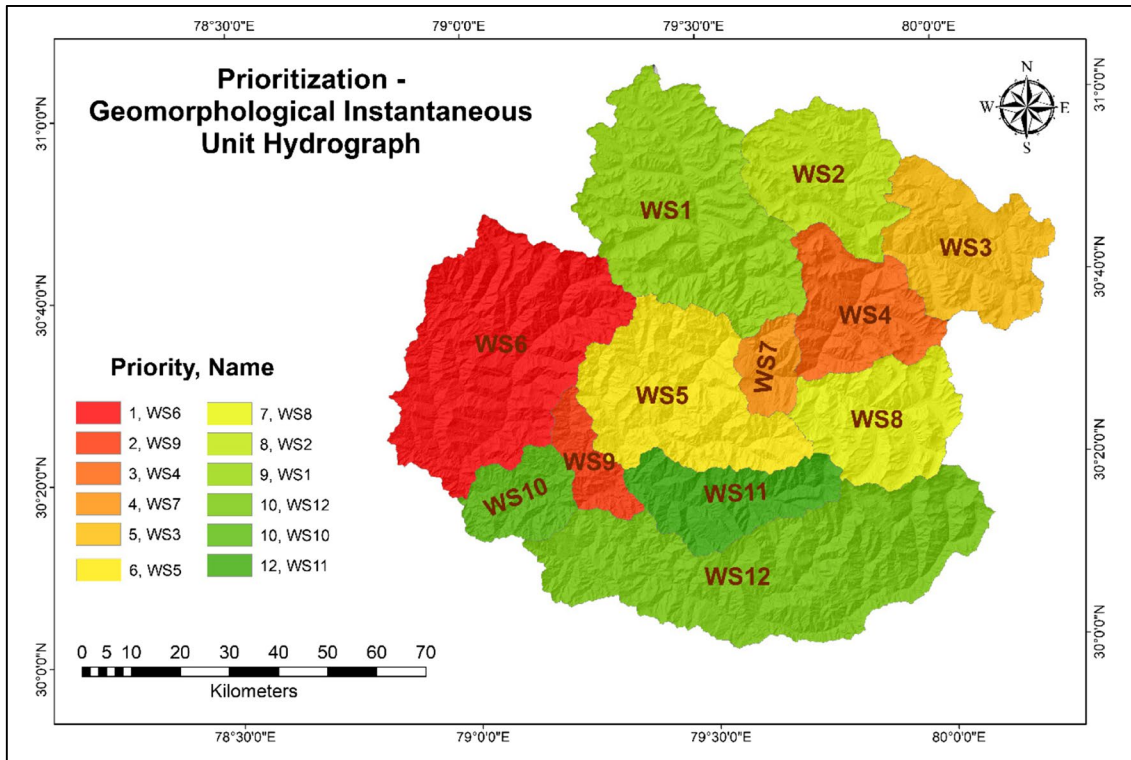 78°30'0"E
79°0'0"E
79°30'0"E
80°0'0"E
Prioritization -
Geomorphological Instantaneous
Unit Hydrograph
N
W E
S
31°0'0"N
31°0'0"N
30°40'0"N
30°40'0"N
30°20'0"N
30°20'0"N
30°0'0"N
30°0'0"N
WS1
WS2
WS3
WS4
WS6
WS7
WS5
WS8
WS9
WS10
WS11
WS12
Priority, Name
1, WS6
2, WS9
3, WS4
4, WS7
5, WS3
6, WS5
7, WS8
8, WS2
9, WS1
10, WS12
10, WS10
12, WS11
0 5 10 20 30 40 50 60 70
Kilometers
78°30'0"E
79°0'0"E
79°30'0"E
80°0'0"E